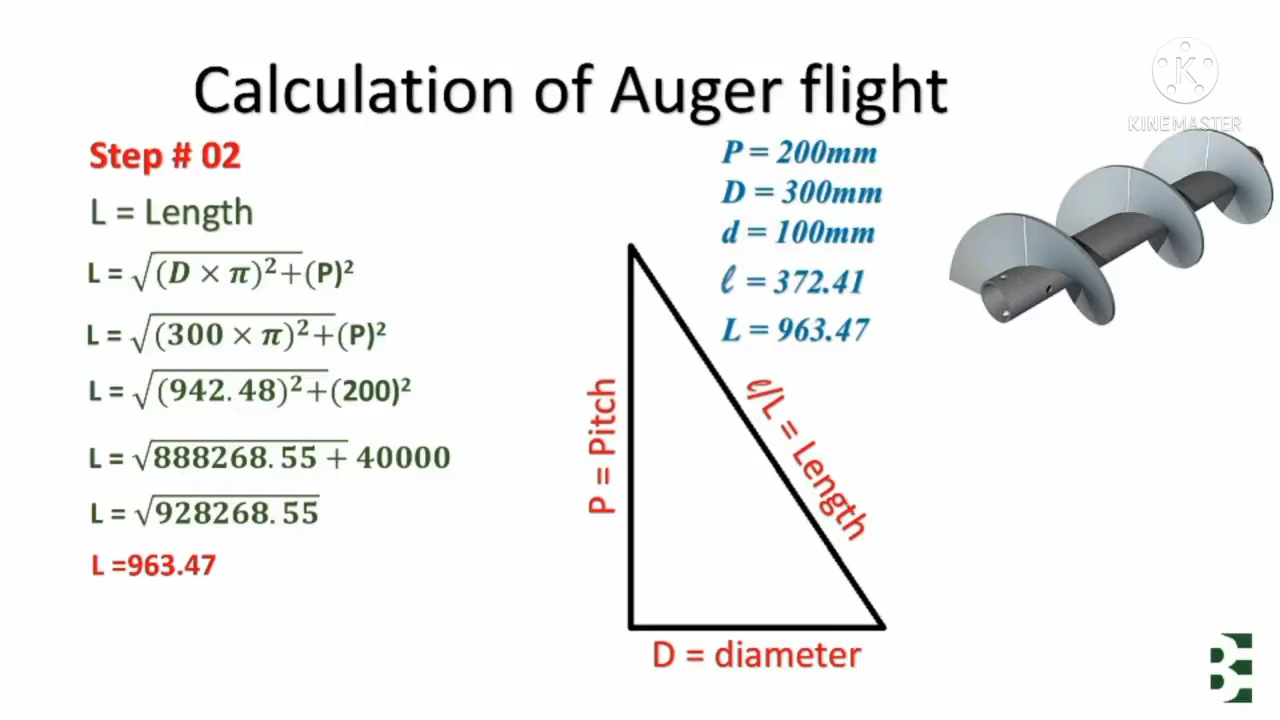 Calculation of Auger flight
KINEMASTER
Step # 02
L = Length
L = √(D × π)²+(P)²
L = √(300 × π)²+(P)²
L = √(942.48)²+(200)²
L = √888268.55 + 40000
L = √928268.55
L =963.47
P = 200mm
D = 300mm
d = 100mm
ℓ = 372.41
L = 963.47
P = Pitch
ℓ/L = Length
D = diameter